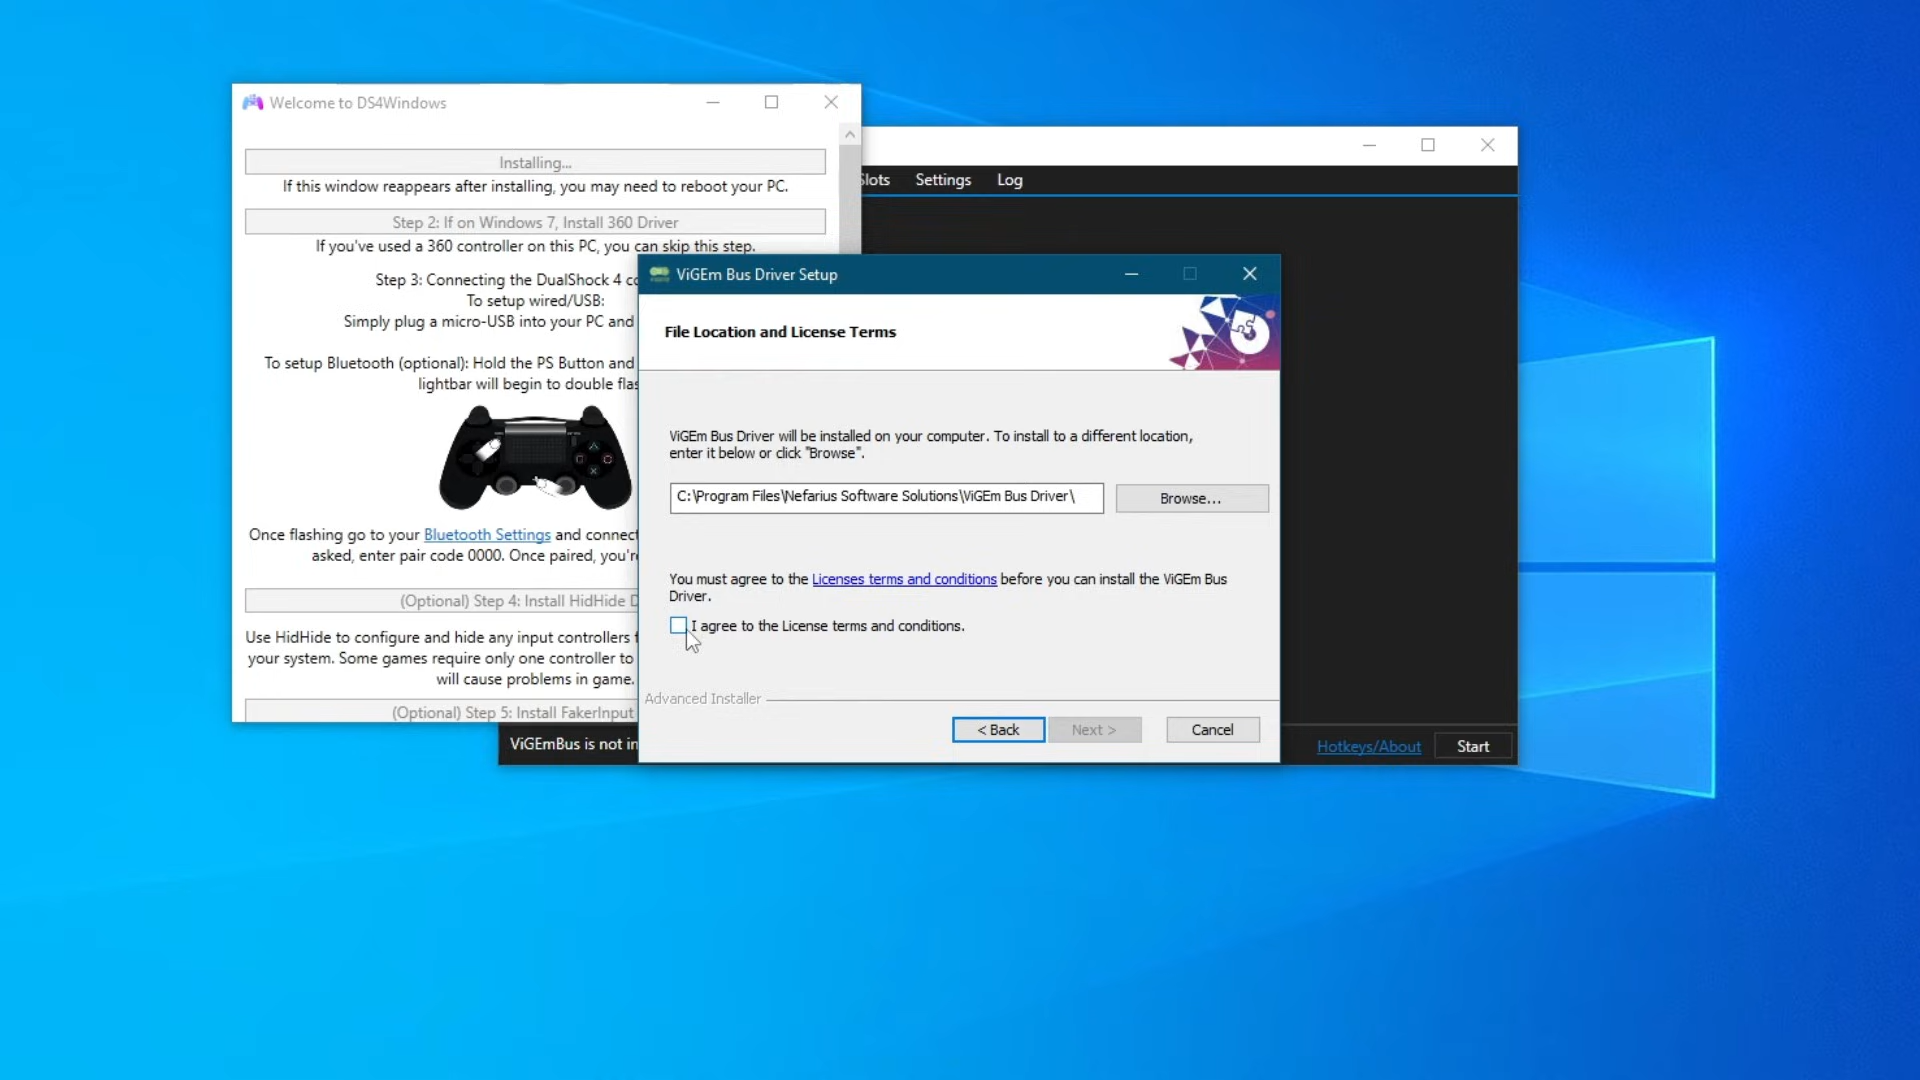 Welcome to DS4Windows
Installing...
If this window reappears after installing, you may need to reboot your PC.
Step 2: If on Windows 7, Install 360 Driver
If you've used a 360 controller on this PC, you can skip this step.
Step 3: Connecting the DualShock 4
To setup wired/USB:
Simply plug a micro-USB into your PC and
To setup Bluetooth (optional): Hold the PS Button and
lightbar will begin to double
Once flashing go to your Bluetooth Settings and connect
asked, enter pair code 0000. Once paired,
(Optional) Step 4: Install HidHide
Use HidHide to configure and hide any input controllers
your system. Some games require only one controller to
will cause problems in game.
(Optional) Step 5: Install FakerInput
Slots Settings Log
ViGEm Bus Driver Setup
File Location and License Terms
ViGEm Bus Driver will be installed on your computer. To install to a different location,
enter it below or click "Browse".
C:\Program Files\Nefarius Software Solutions\ViGEm Bus Driver\
Browse...
You must agree to the Licenses terms and conditions before you can install the ViGEm Bus
Driver.
I agree to the License terms and conditions.
Advanced Installer
< Back Next > Cancel
ViGEmBus is not
Hotkeys/About Start